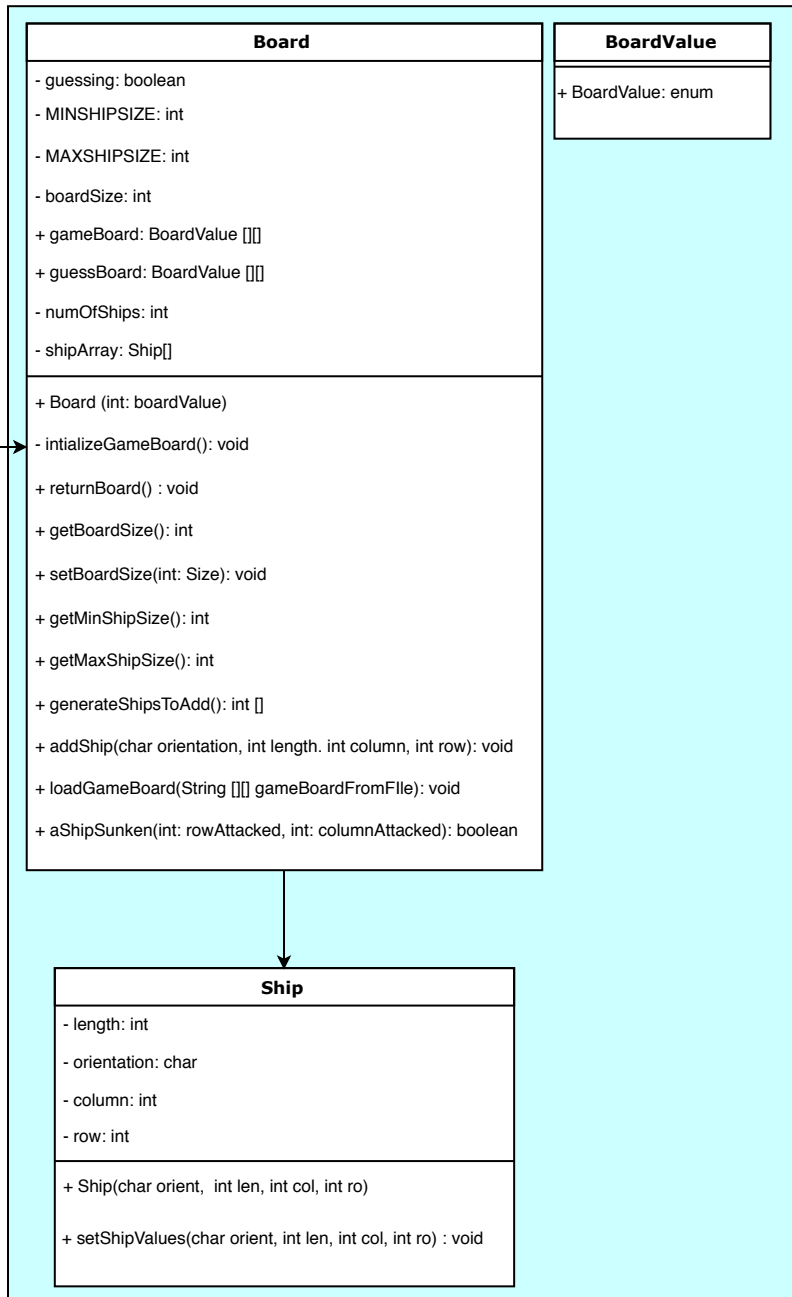 Board
- guessing: boolean
- MINSHIPSIZE: int
- MAXSHIPSIZE: int
- boardSize: int
+ gameBoard: BoardValue [][]
+ guessBoard: BoardValue [][]
- numOfShips: int
- shipArray: Ship[]
+ Board (int: boardValue)
- intializeGameBoard(): void
+ returnBoard() : void
+ getBoardSize(): int
+ setBoardSize(int: Size): void
+ getMinShipSize(): int
+ getMaxShipSize(): int
+ generateShipsToAdd(): int []
+ addShip(char orientation, int length. int column, int row): void
+ loadGameBoard(String [][] gameBoardFromFIle): void
+ aShipSunken(int: rowAttacked, int: columnAttacked): boolean
BoardValue
+ BoardValue: enum
Ship
- length: int
- orientation: char
- column: int
- row: int
+ Ship(char orient,  int len, int col, int ro)
+ setShipValues(char orient, int len, int col, int ro) : void